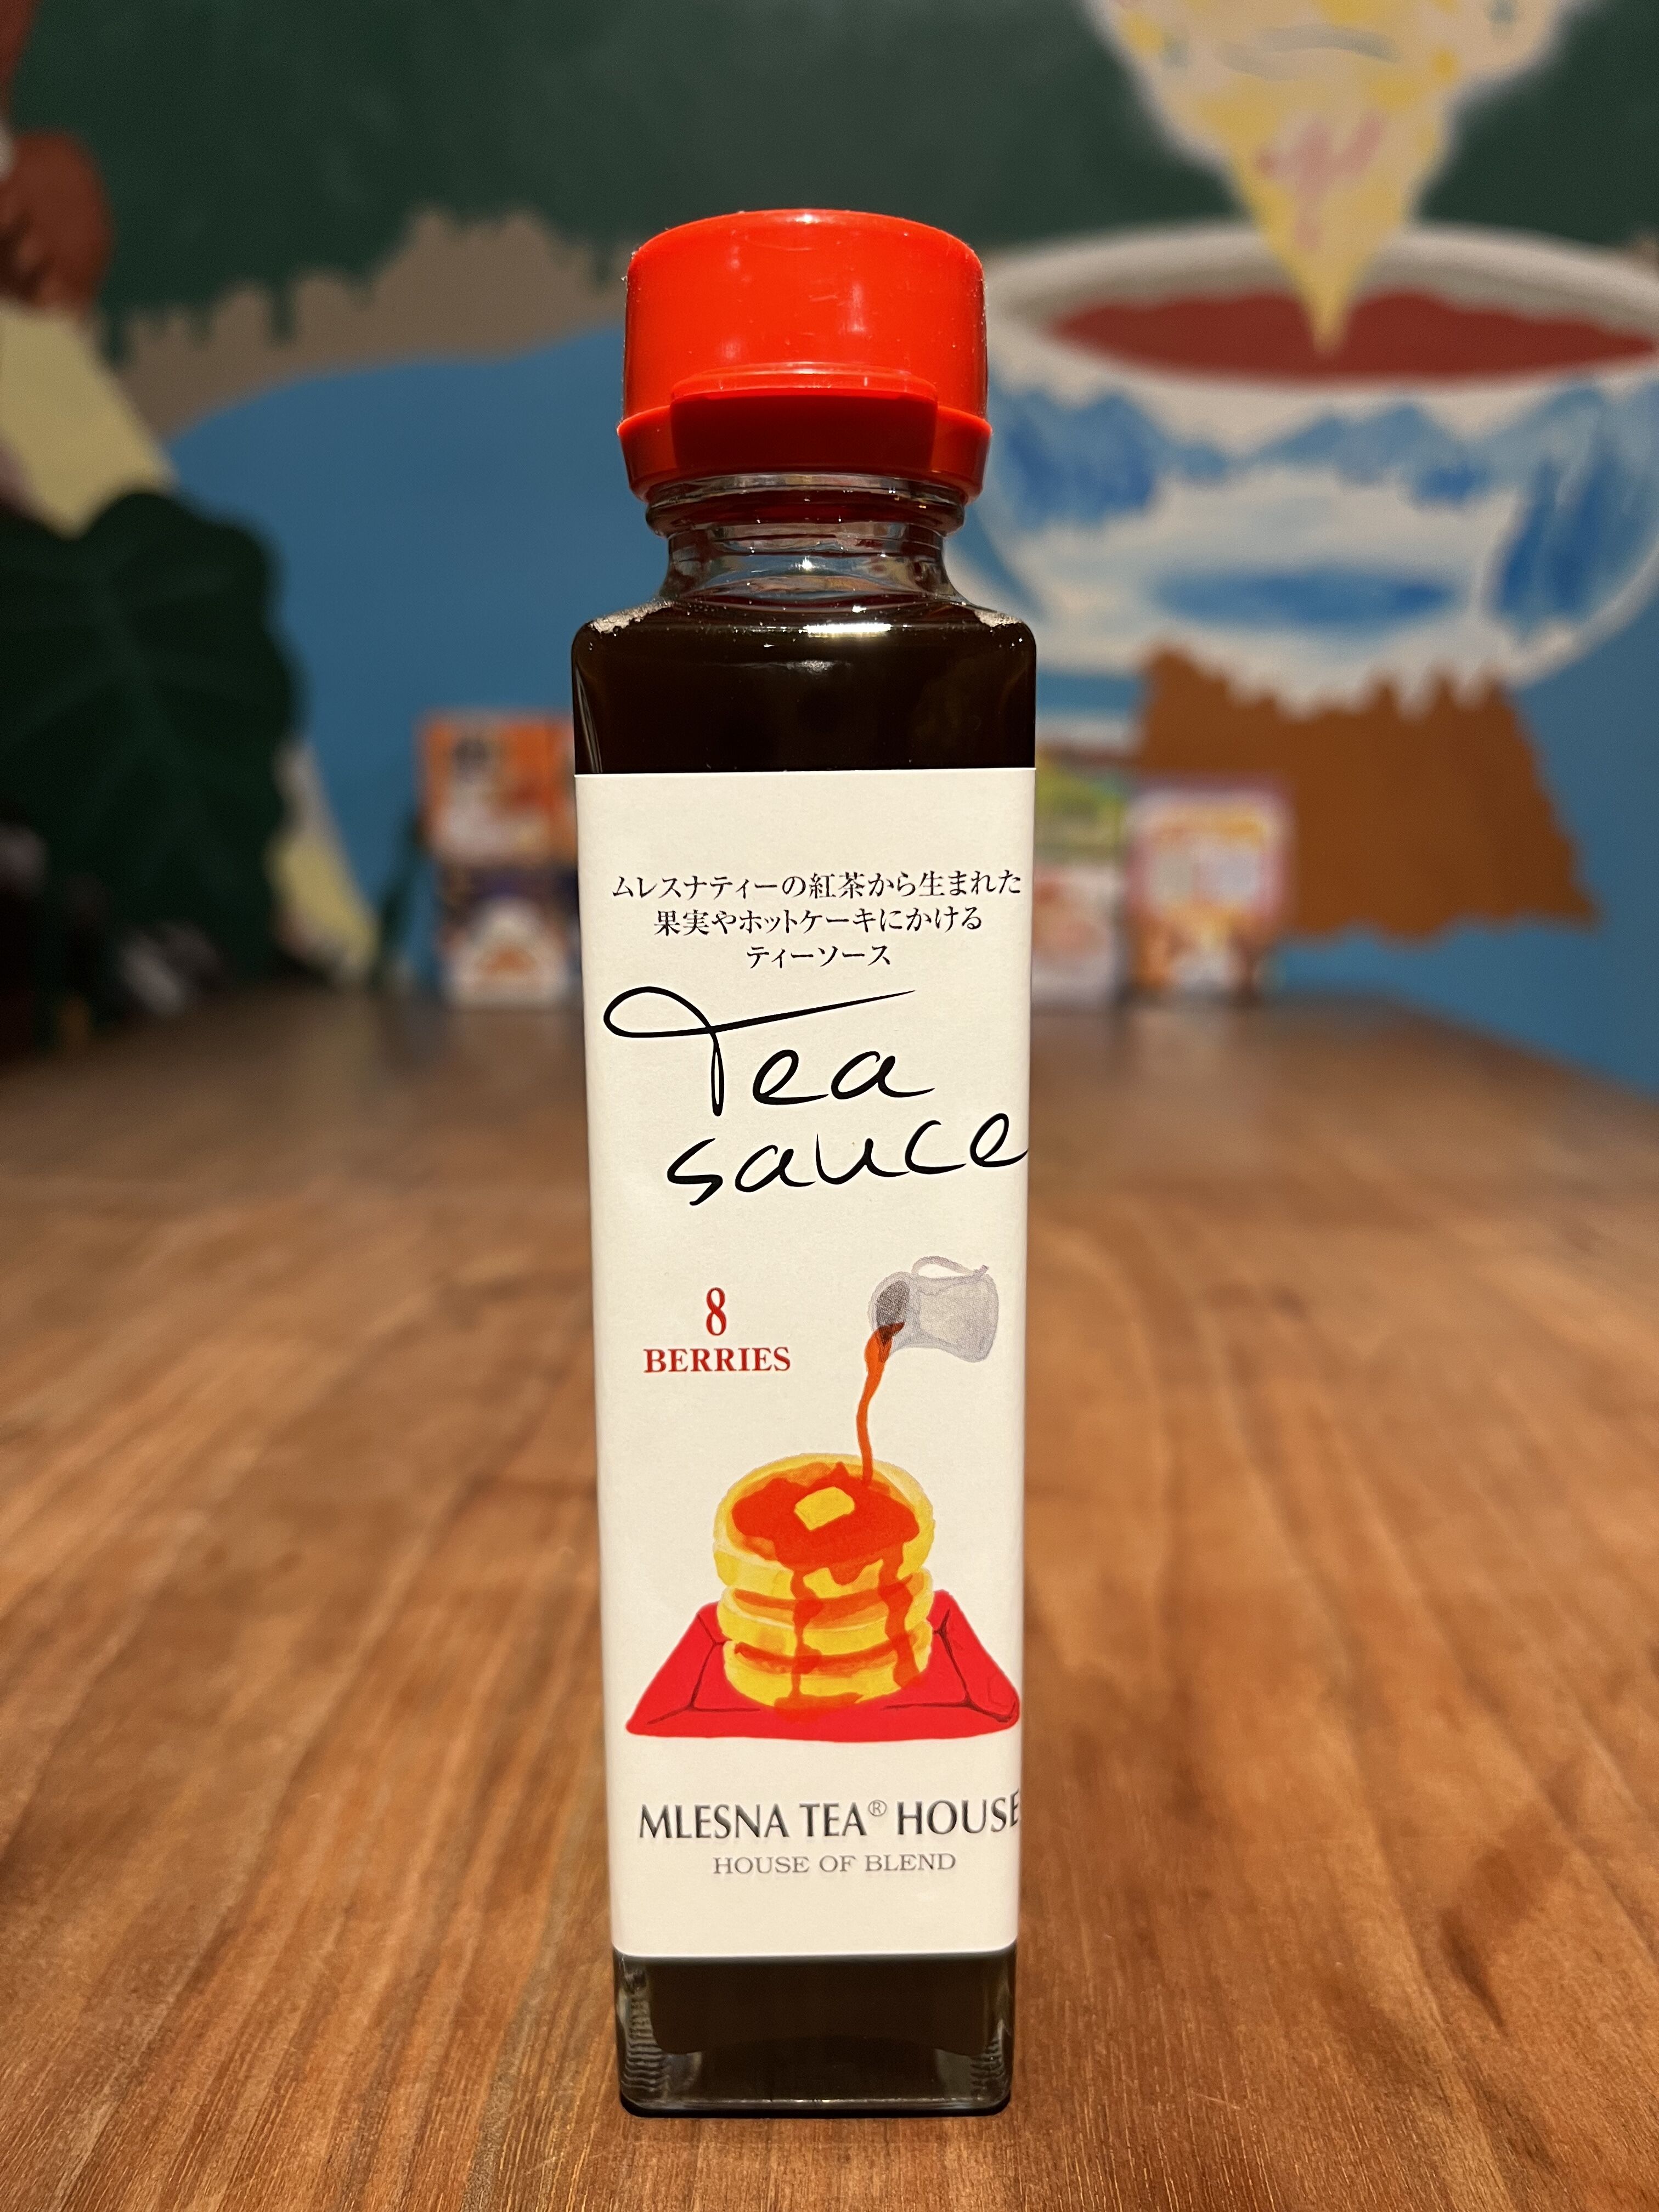 ムレスナティーの紅茶から生まれた
果実やホットケーキにかける
ティーソース
Tea
sauce
8
BERRIES
MLESNA TEA® HOUSE
HOUSE OF BLEND